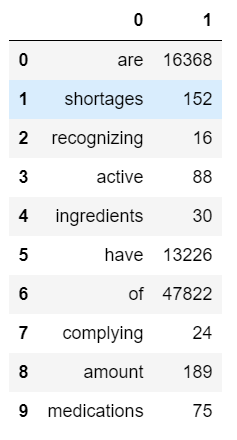 0 1
0 are 16368
1 shortages 152
2 recognizing 16
3 active 88
4 ingredients 30
5 have 13226
6 of 47822
7 complying 24
8 amount 189
9 medications 75